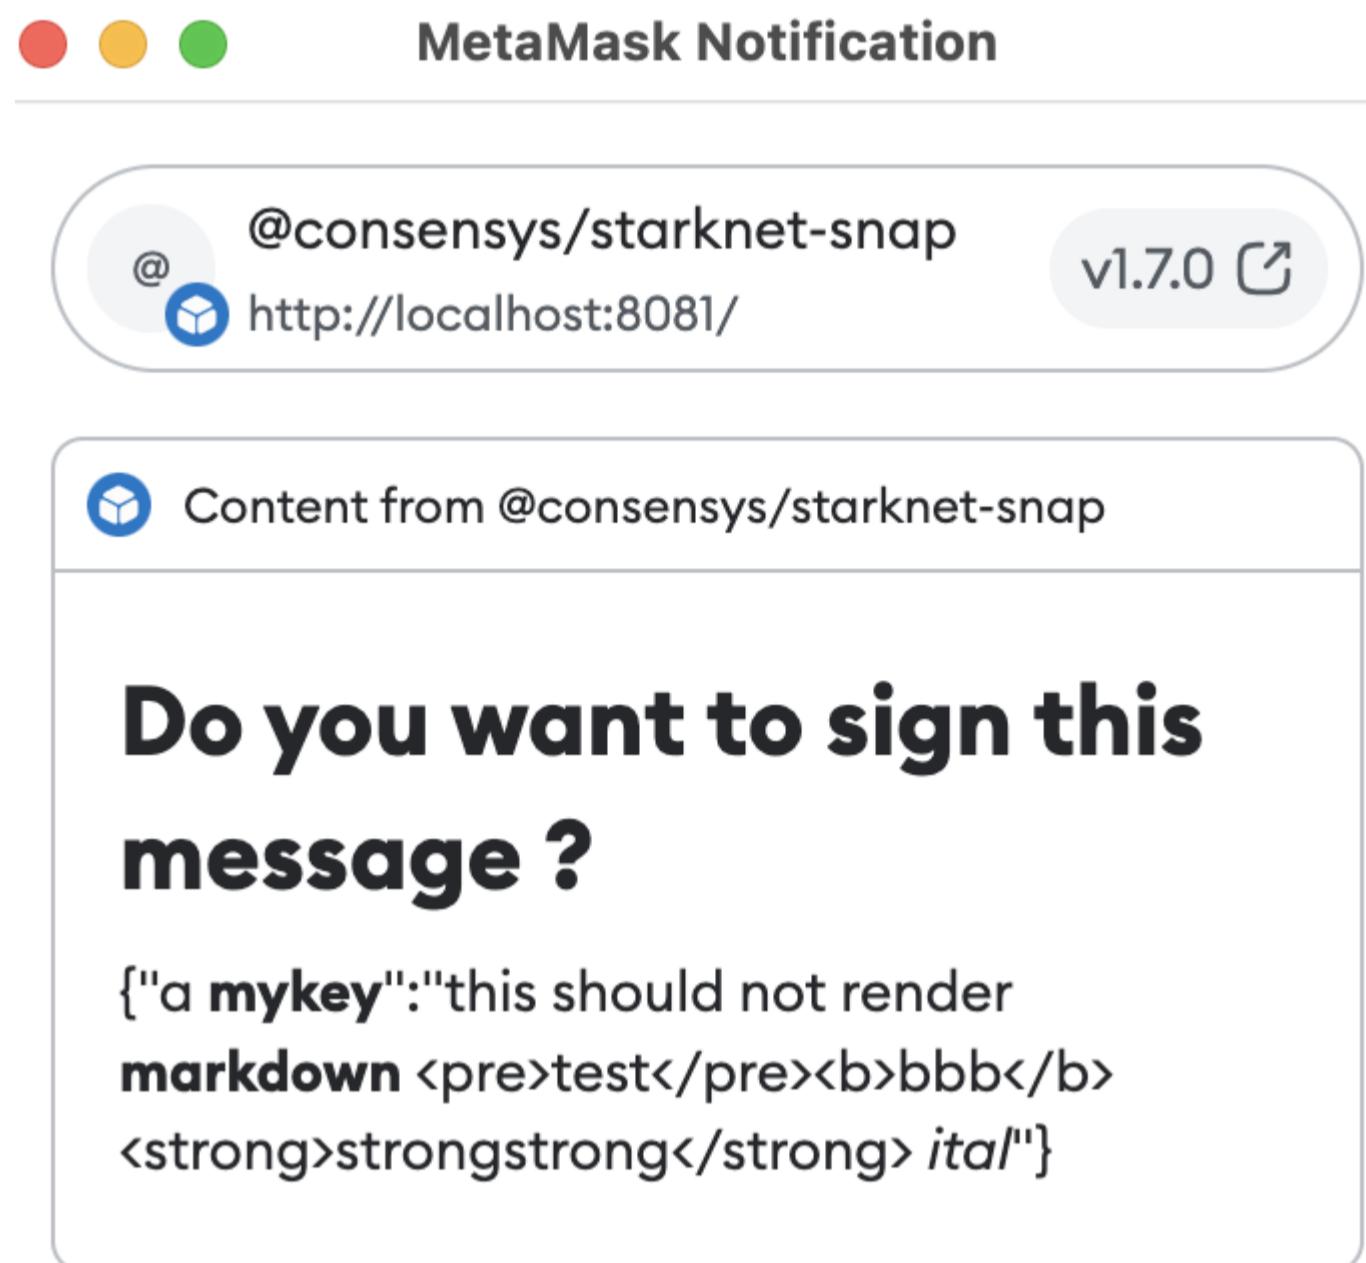 MetaMask Notification
@
@consensys/starknet-snap
http://localhost:8081/
v1.7.0
Content from @consensys/starknet-snap
Do you want to sign this
message ?
{"a mykey":"this should not render
markdown <pre>test</pre><b>bbb</b>
<strong>strongstrong</strong> ital"}